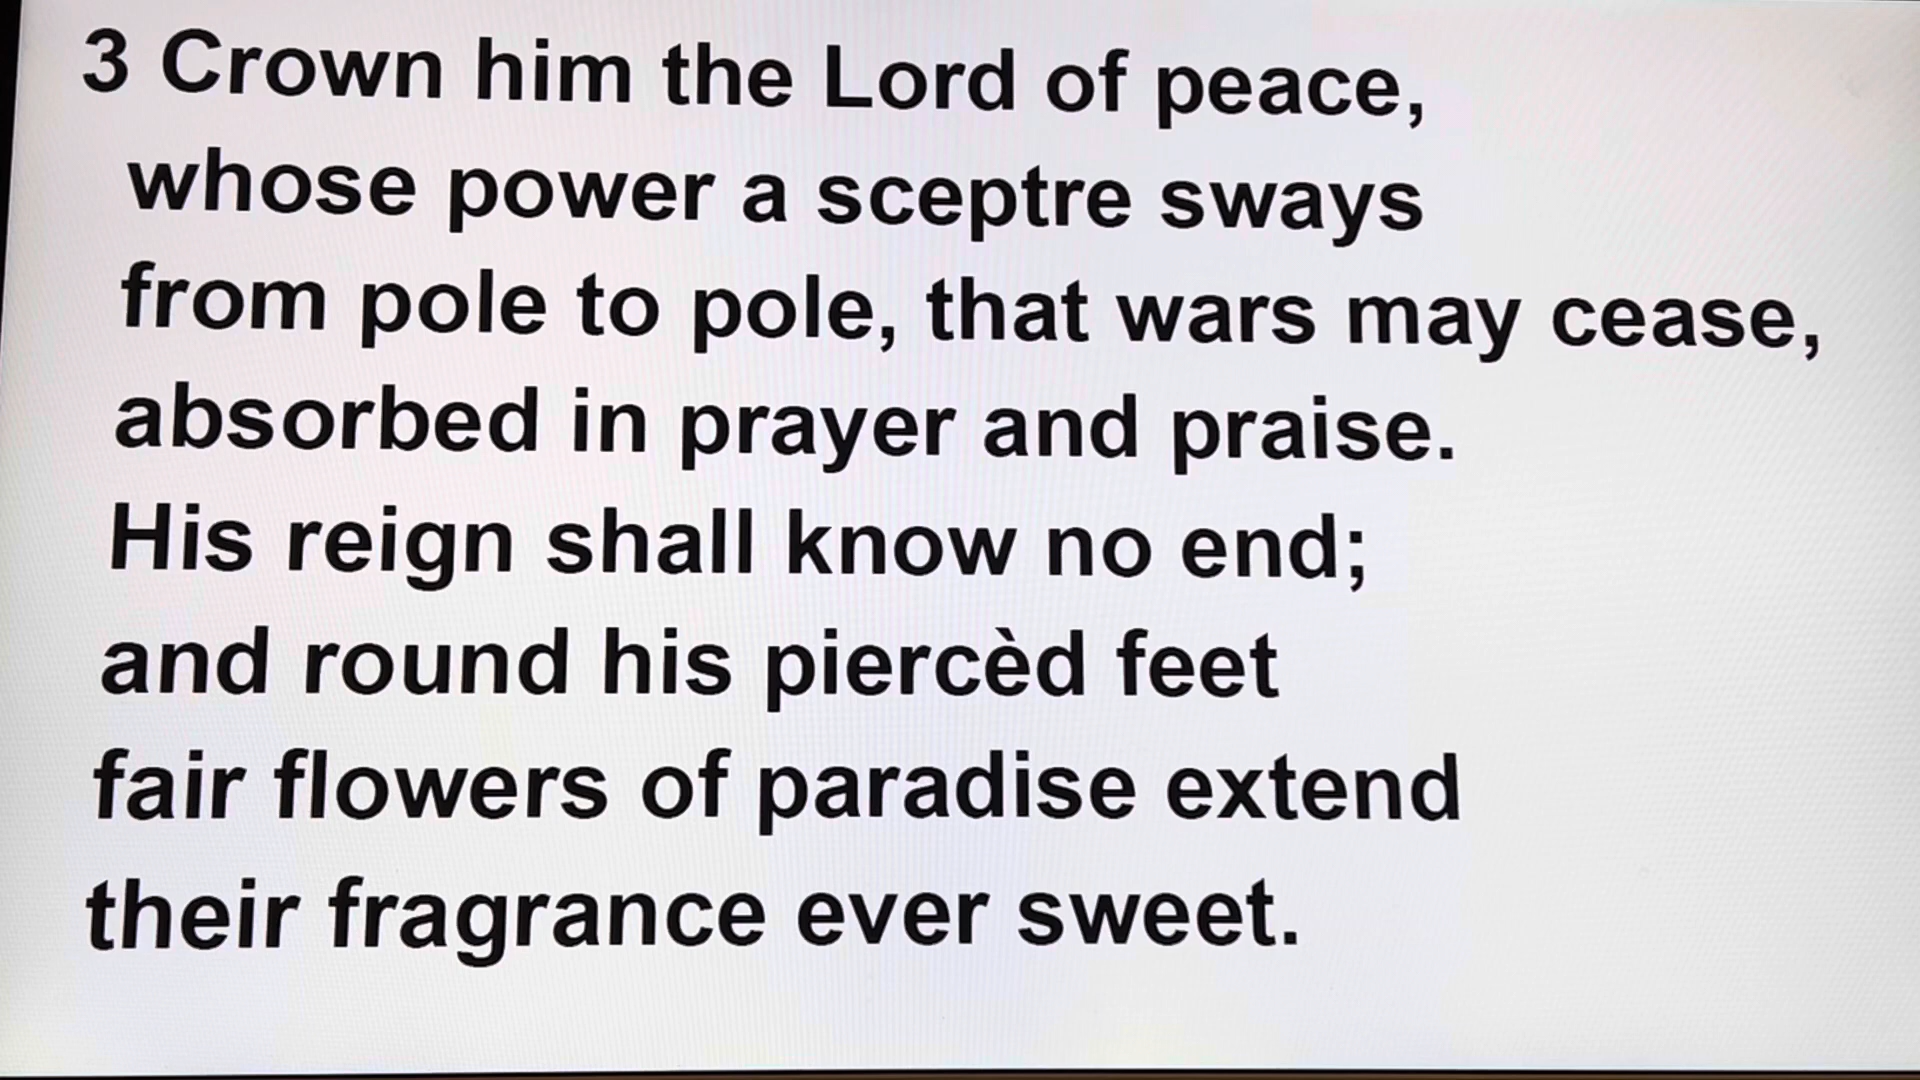 3 Crown him the Lord of peace,
whose power a sceptre sways
from pole to pole, that wars may cease,
absorbed in prayer and praise.
His reign shall know no end;
and round his piercèd feet
fair flowers of paradise extend
their fragrance ever sweet.